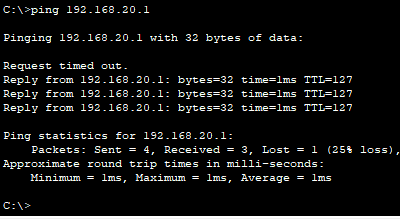 C:\>ping 192.168.20.1
Pinging 192.168.20.1 with 32 bytes of data:
Request timed out.
Reply from 192.168.20.1: bytes=32 time=1ms TTL=127
Reply from 192.168.20.1: bytes=32 time=1ms TTL=127
Reply from 192.168.20.1: bytes=32 time=1ms TTL=127
Ping statistics for 192.168.20.1:
    Packets: Sent = 4, Received = 3, Lost = 1 (25% loss),
Approximate round trip times in milli-seconds:
    Minimum = 1ms, Maximum = 1ms, Average = 1ms
C:\>